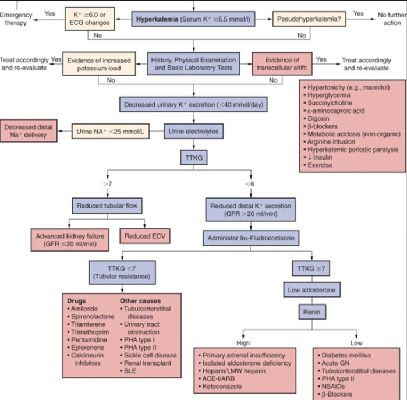 Emergency
therapy
Yes
K+ ≥6.0 or
ECG changes
Hyperkalemia (Serum K+ ≥5.5 mmol/l)
Pseudohyperkalemia?
Yes
No further
action
No
No
Treat accordingly
and re-evaluate
Yes
Evidence of increased
potassium load
History, Physical Examination
and Basic Laboratory Tests
Evidence of
transcellular shift
Yes
Treat accordingly
and re-evaluate
No
No
• Hypertonicity (e.g., mannitol)
• Hyperglycemia
• Succinylcholine
• ε-aminocaproic acid
• Digoxin
• β-blockers
• Metabolic acidosis (non-organic)
• Arginine infusion
• Hyperkalemic periodic paralysis
• ↓ Insulin
• Exercise
Decreased urinary K+ excretion (<40 mmol/day)
Decreased distal
Na+ delivery
Urine NA+ <25 mmol/L
Urine electrolytes
TTKG
>7
<6
Reduced tubular flow
Reduced distal K+ secretion
(GFR >20 ml/min)
Advanced kidney failure
(GFR ≤20 ml/min)
Reduced ECV
Administer 9α-Fludrocortisone
TTKG <7
(Tubular resistance)
TTKG ≥7
Low aldosterone
Renin
Drugs
• Amiloride
• Spironolactone
• Triamterene
• Trimethoprim
• Pentamidine
• Eplerenone
• Calcineurin
inhibitors
Other causes
• Tubulointerstitial
diseases
• Urinary tract
obstruction
• PHA type I
• PHA type II
• Sickle cell disease
• Renal transplant
• SLE
High
• Primary adrenal insufficiency
• Isolated aldosterone deficiency
• Heparin/LMW heparin
• ACE-I/ARB
• Ketoconazole
Low
• Diabetes mellitus
• Acute GN
• Tubulointerstitial diseases
• PHA type II
• NSAIDs
• β-Blockers